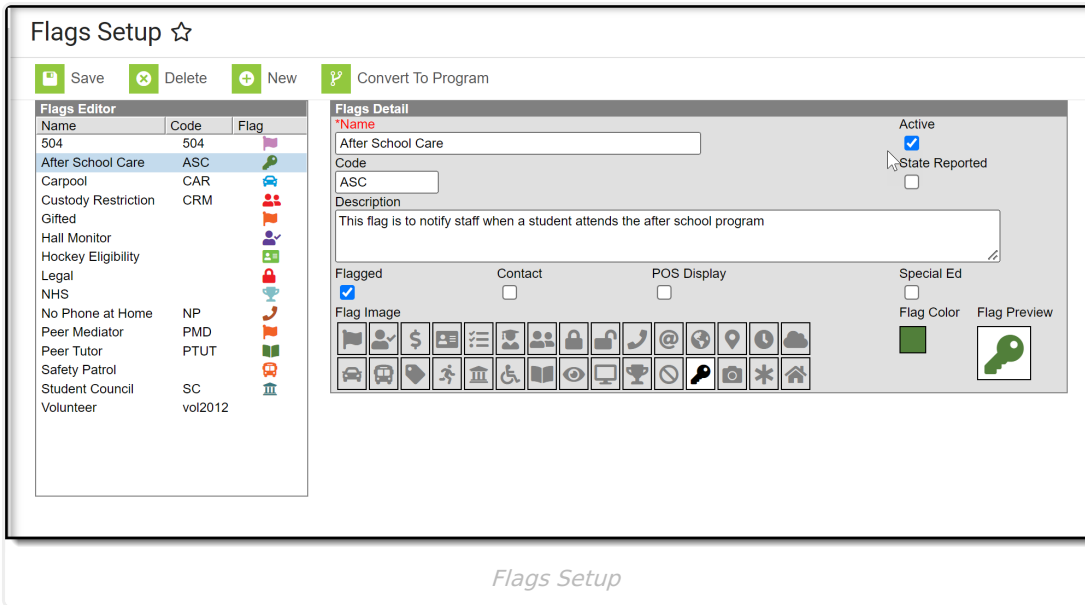 Flags Setup
Save Delete New Convert To Program
Flags Editor
Name Code Flag
504 504
After School Care ASC
Carpool CAR
Custody Restriction CRM
Gifted
Hall Monitor
Hockey Eligibility
Legal
NHS
No Phone at Home NP
Peer Mediator PMD
Peer Tutor PTUT
Safety Patrol
Student Council SC
Volunteer vol2012
Flags Detail
*Name Active
After School Care
Code State Reported
ASC
Description
This flag is to notify staff when a student attends the after school program
Flagged Contact POS Display Special Ed
Flag Image Flag Color Flag Preview
Flags Setup